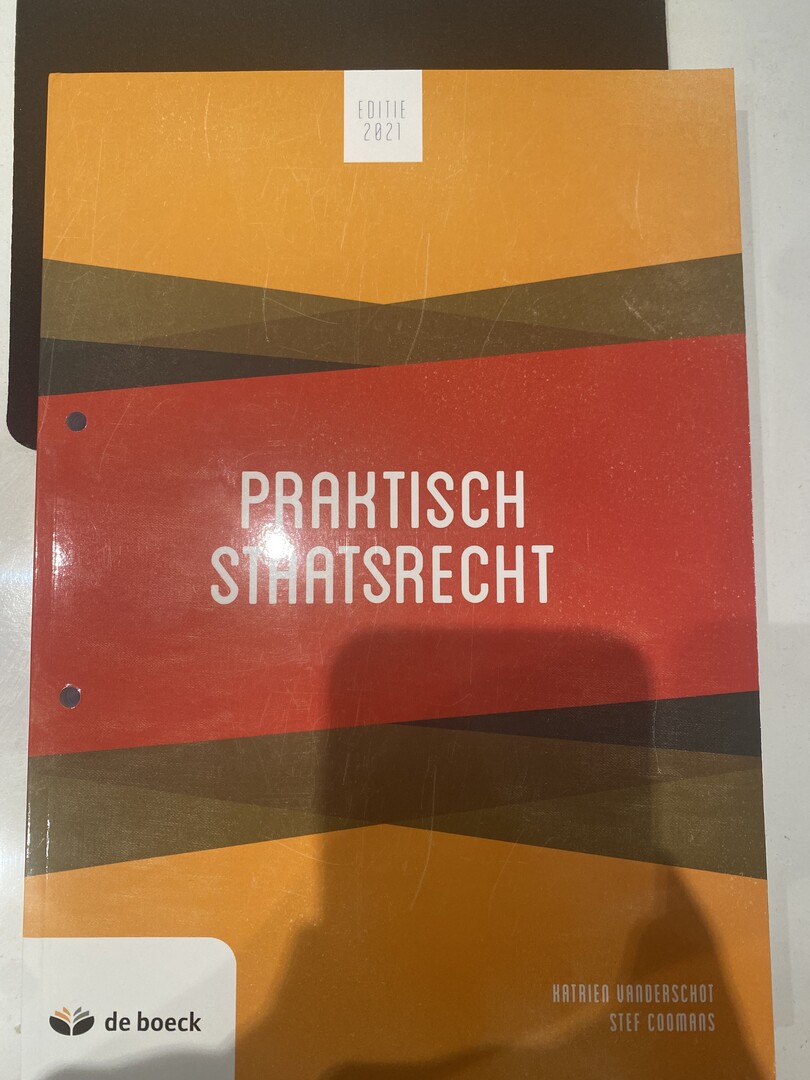 EDITIE
2021
PRAKTISCH
STAATSRECHT
KATRIEN VANDERSCHOT
STEF COOMANS
de boeck